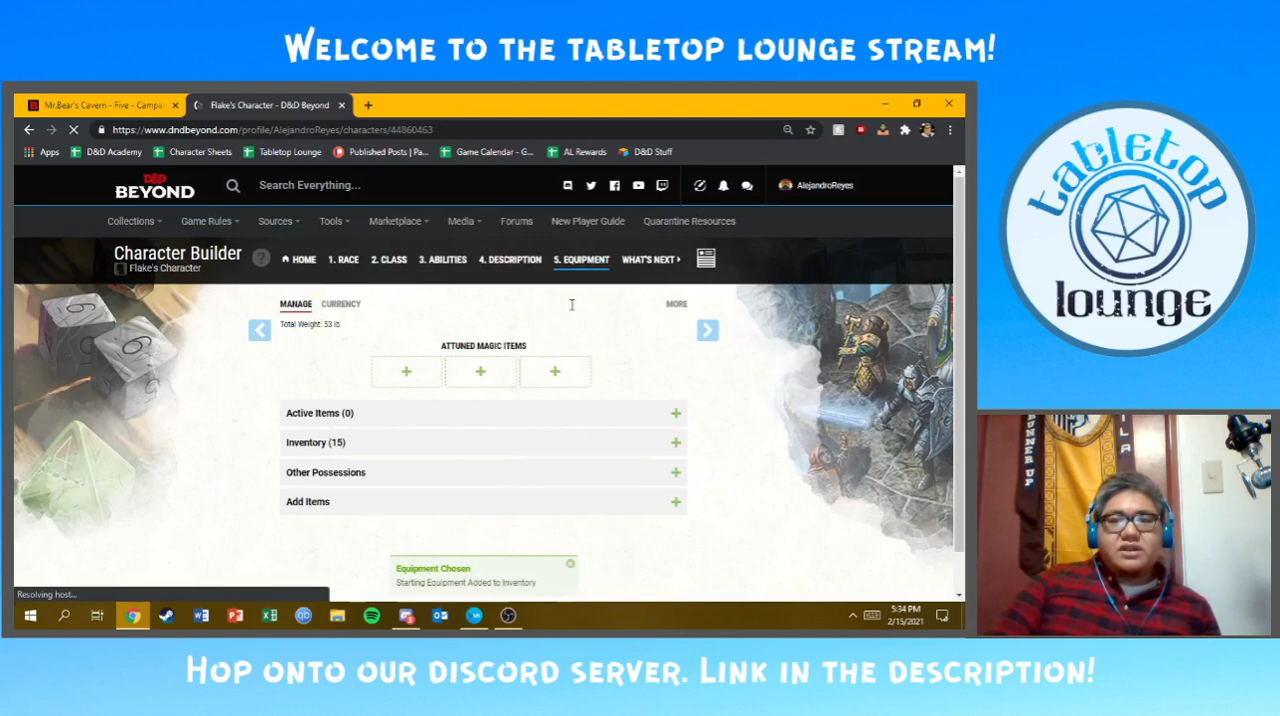 WELCOME TO THE TABLETOP LOUNGE STREAM!
Mr.Bear's Cavern - Five - Campa
Flake's Character - D&D Beyond
https://www.dndbeyond.com/profile/AlejandroReyes/characters/44860463
Apps D&D Academy Character Sheets Tabletop Lounge Published Posts | Pa... Game Calendar - G... AL Rewards D&D Stuff
D&D BEYOND
Search Everything...
AlejandroReyes
Collections Game Rules Sources Tools Marketplace Media Forums New Player Guide Quarantine Resources
Character Builder
Flake's Character
HOME 1. RACE 2. CLASS 3. ABILITIES 4. DESCRIPTION 5. EQUIPMENT WHAT'S NEXT
MANAGE CURRENCY MORE
Total Weight: 53 lb
ATTUNED MAGIC ITEMS
Active Items (0)
Inventory (15)
Other Possessions
Add Items
Equipment Chosen
Starting Equipment Added to Inventory
Resolving host...
5:34 PM
2/15/2021
tabletop
lounge
RUNNER UP
ILA
HOP ONTO OUR DISCORD SERVER. LINK IN THE DESCRIPTION!